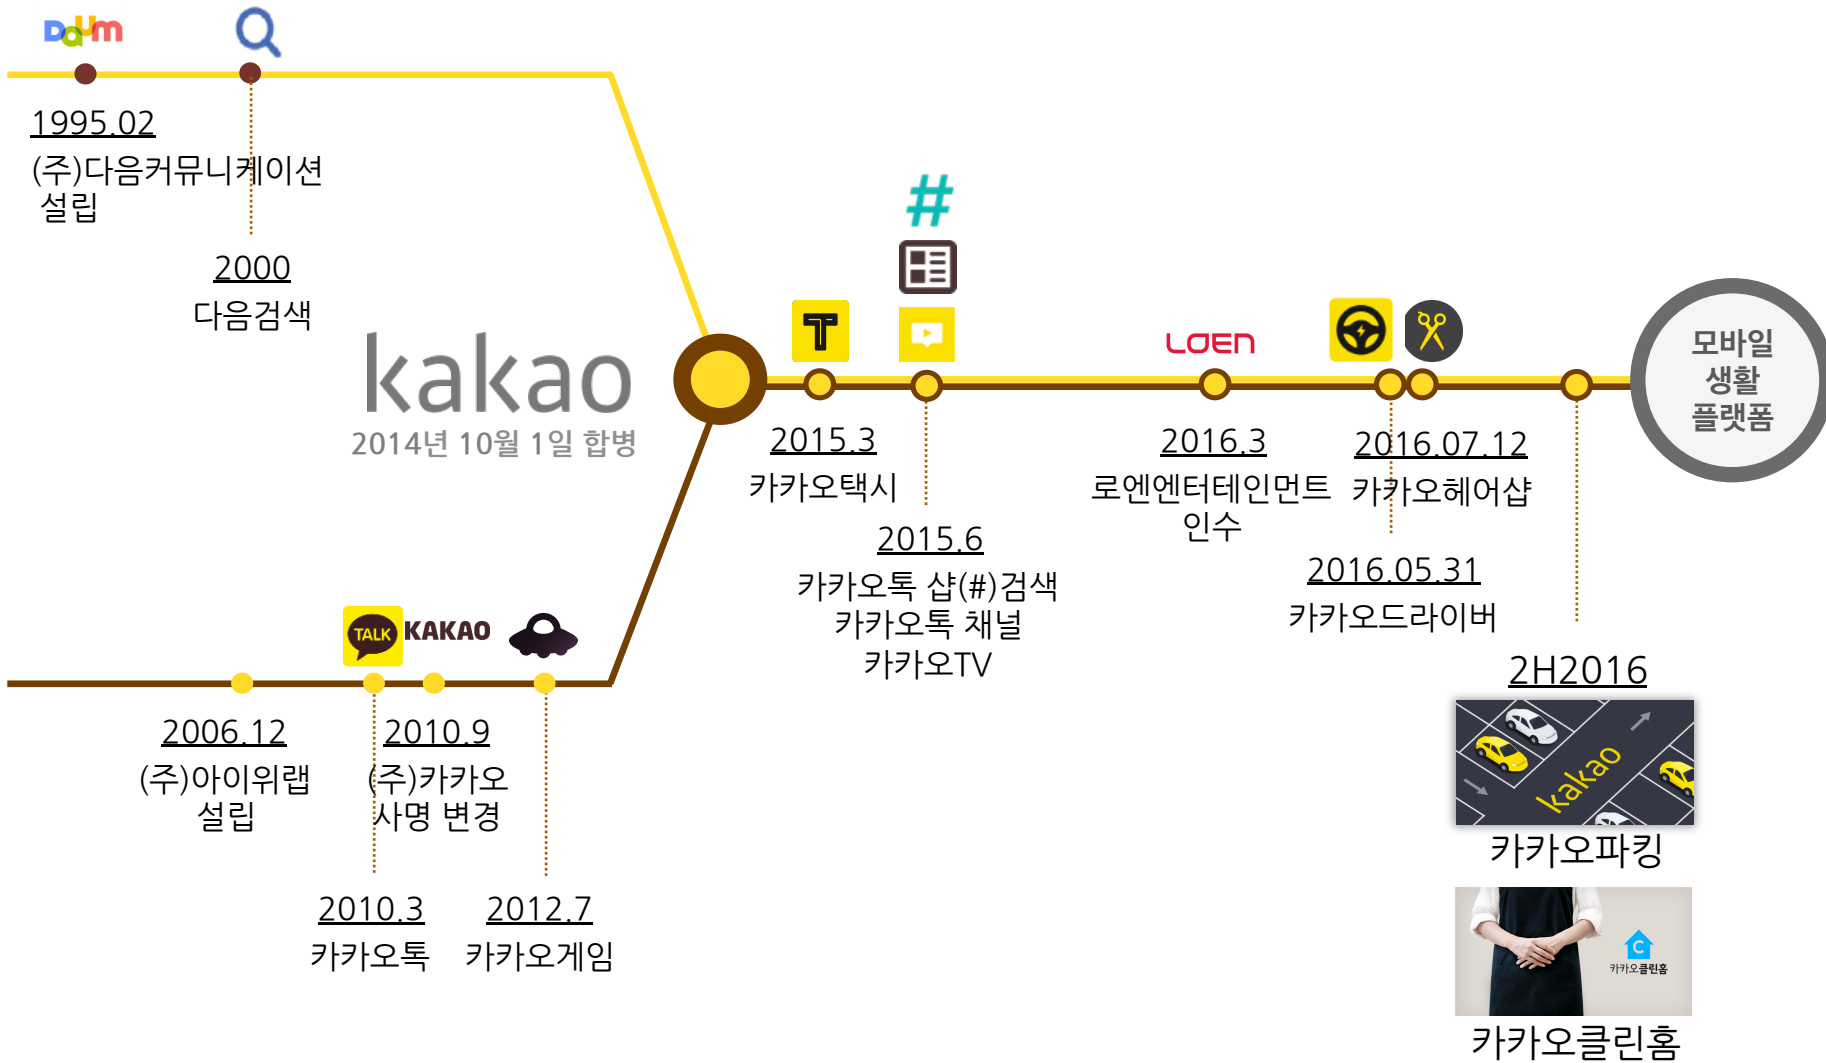 Daum
1995.02
(주)다음커뮤니케이션
설립
2000
다음검색
kakao
2014년 10월 1일 합병
TALK
KAKAO
2006.12
(주)아이위랩
설립
2010.9
(주)카카오
사명 변경
2010.3
카카오톡
2012.7
카카오게임
T
2015.3
카카오택시
#
2015.6
카카오톡 샵(#)검색
카카오톡 채널
카카오TV
LOEN
2016.3
로엔엔터테인먼트
인수
2016.07.12
카카오헤어샵
2016.05.31
카카오드라이버
2H2016
kakao
카카오파킹
C
카카오클린홈
카카오클린홈
모바일
생활
플랫폼